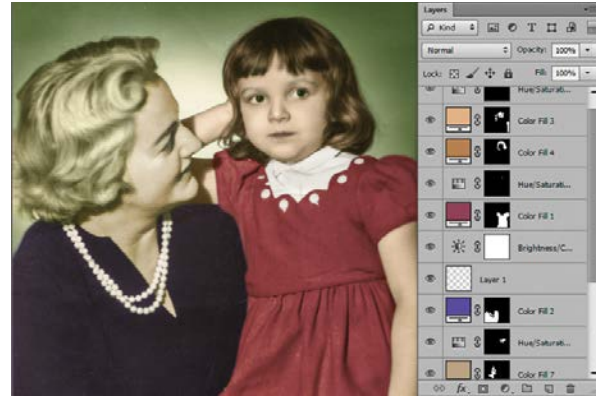 Layers
Kind
Normal
Opacity: 100%
Lock:
Fill: 100%
Hue/Saturati...
Color Fill 3
Color Fill 4
Hue/Saturati...
Color Fill 1
Brightness/C...
Layer 1
Color Fill 2
Hue/Saturati...
Color Fill 7
fx